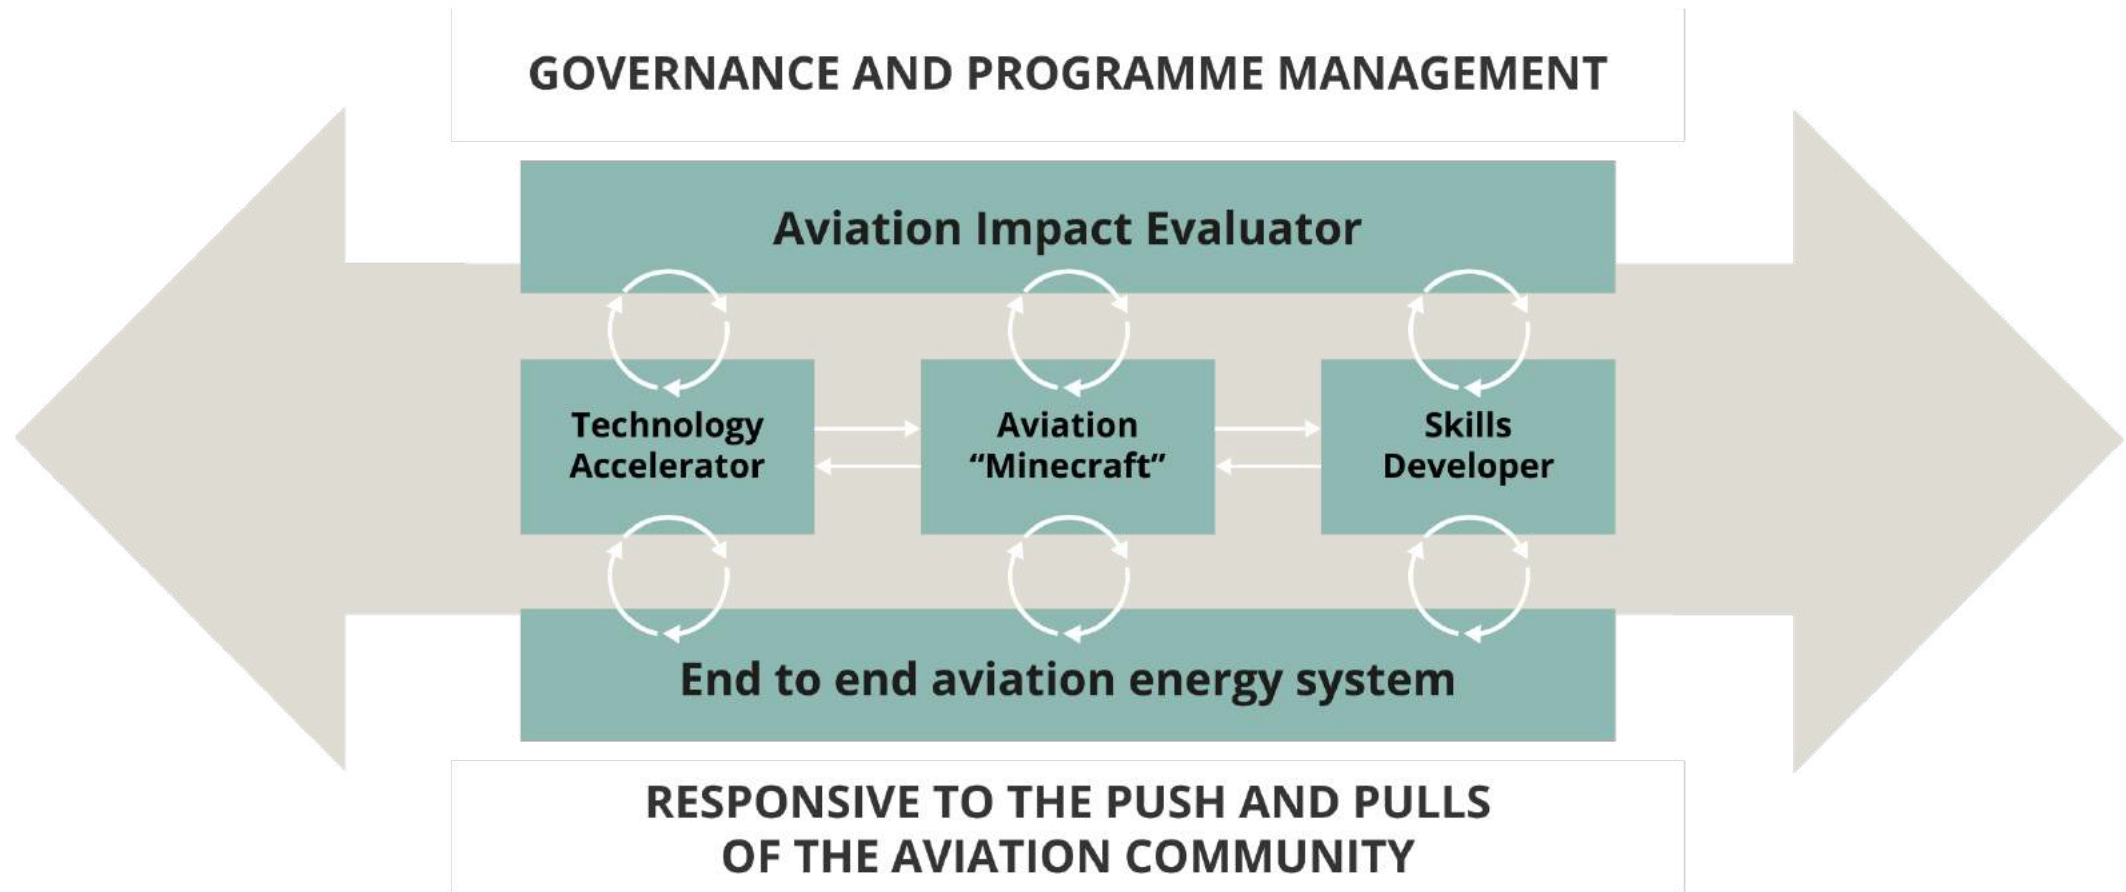 GOVERNANCE AND PROGRAMME MANAGEMENT
Aviation Impact Evaluator
Technology
Accelerator
Aviation
“Minecraft”
Skills
Developer
End to end aviation energy system
RESPONSIVE TO THE PUSH AND PULLS
OF THE AVIATION COMMUNITY